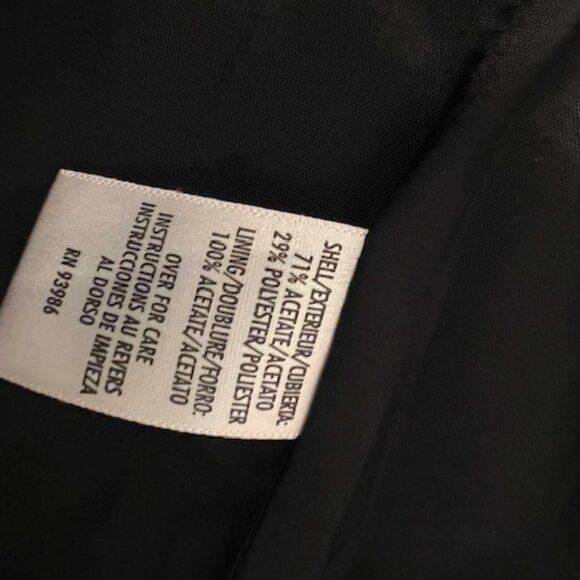 SHELL/EXTERIEUR/CUBIERTA:
71% ACETATE/ACETATO
29% POLYESTER/POLIESTER
LINING/DOUBLURE/FORRO:
100% ACETATE/ACETATO
OVER FOR CARE
INSTRUCTIONS AU REVERS
INSTRUCCIONES DE IMPIEZA
AL DORSO
RN 93986